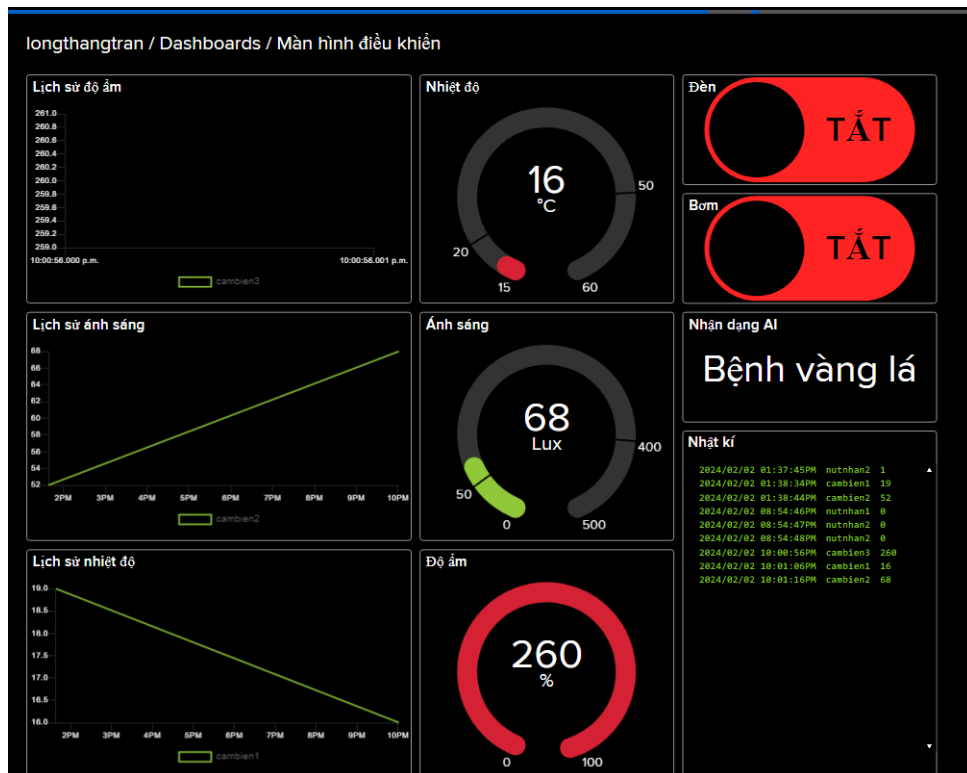 longthangtran / Dashboards / Màn hình điều khiển
Lịch sử độ ẩm
261.0
260.8
260.6
260.4
260.2
260.0
259.8
259.6
259.4
259.2
259.0
10:00:56.000 p.m.
10:00:56.001 p.m.
cambien3
Nhiệt độ
16
°C
50
20
15
60
Đèn
TẮT
Bơm
TẮT
Lịch sử ánh sáng
68
66
64
62
60
58
56
54
52
2PM 3PM 4PM 5PM 6PM 7PM 8PM 9PM 10PM
cambien2
Ánh sáng
68
Lux
400
50
0
500
Nhận dạng AI
Bệnh vàng lá
Nhật kí
2024/02/02 01:37:45PM nutnhan2 1
2024/02/02 01:38:34PM cambien1 19
2024/02/02 01:38:44PM cambien2 52
2024/02/02 08:54:46PM nutnhan1 0
2024/02/02 08:54:47PM nutnhan2 0
2024/02/02 08:54:48PM nutnhan2 0
2024/02/02 10:00:56PM cambien3 260
2024/02/02 10:01:06PM cambien1 16
2024/02/02 10:01:16PM cambien2 68
Lịch sử nhiệt độ
19.0
18.5
18.0
17.5
17.0
16.5
16.0
2PM 3PM 4PM 5PM 6PM 7PM 8PM 9PM 10PM
cambien1
Độ ẩm
260
%
0
100